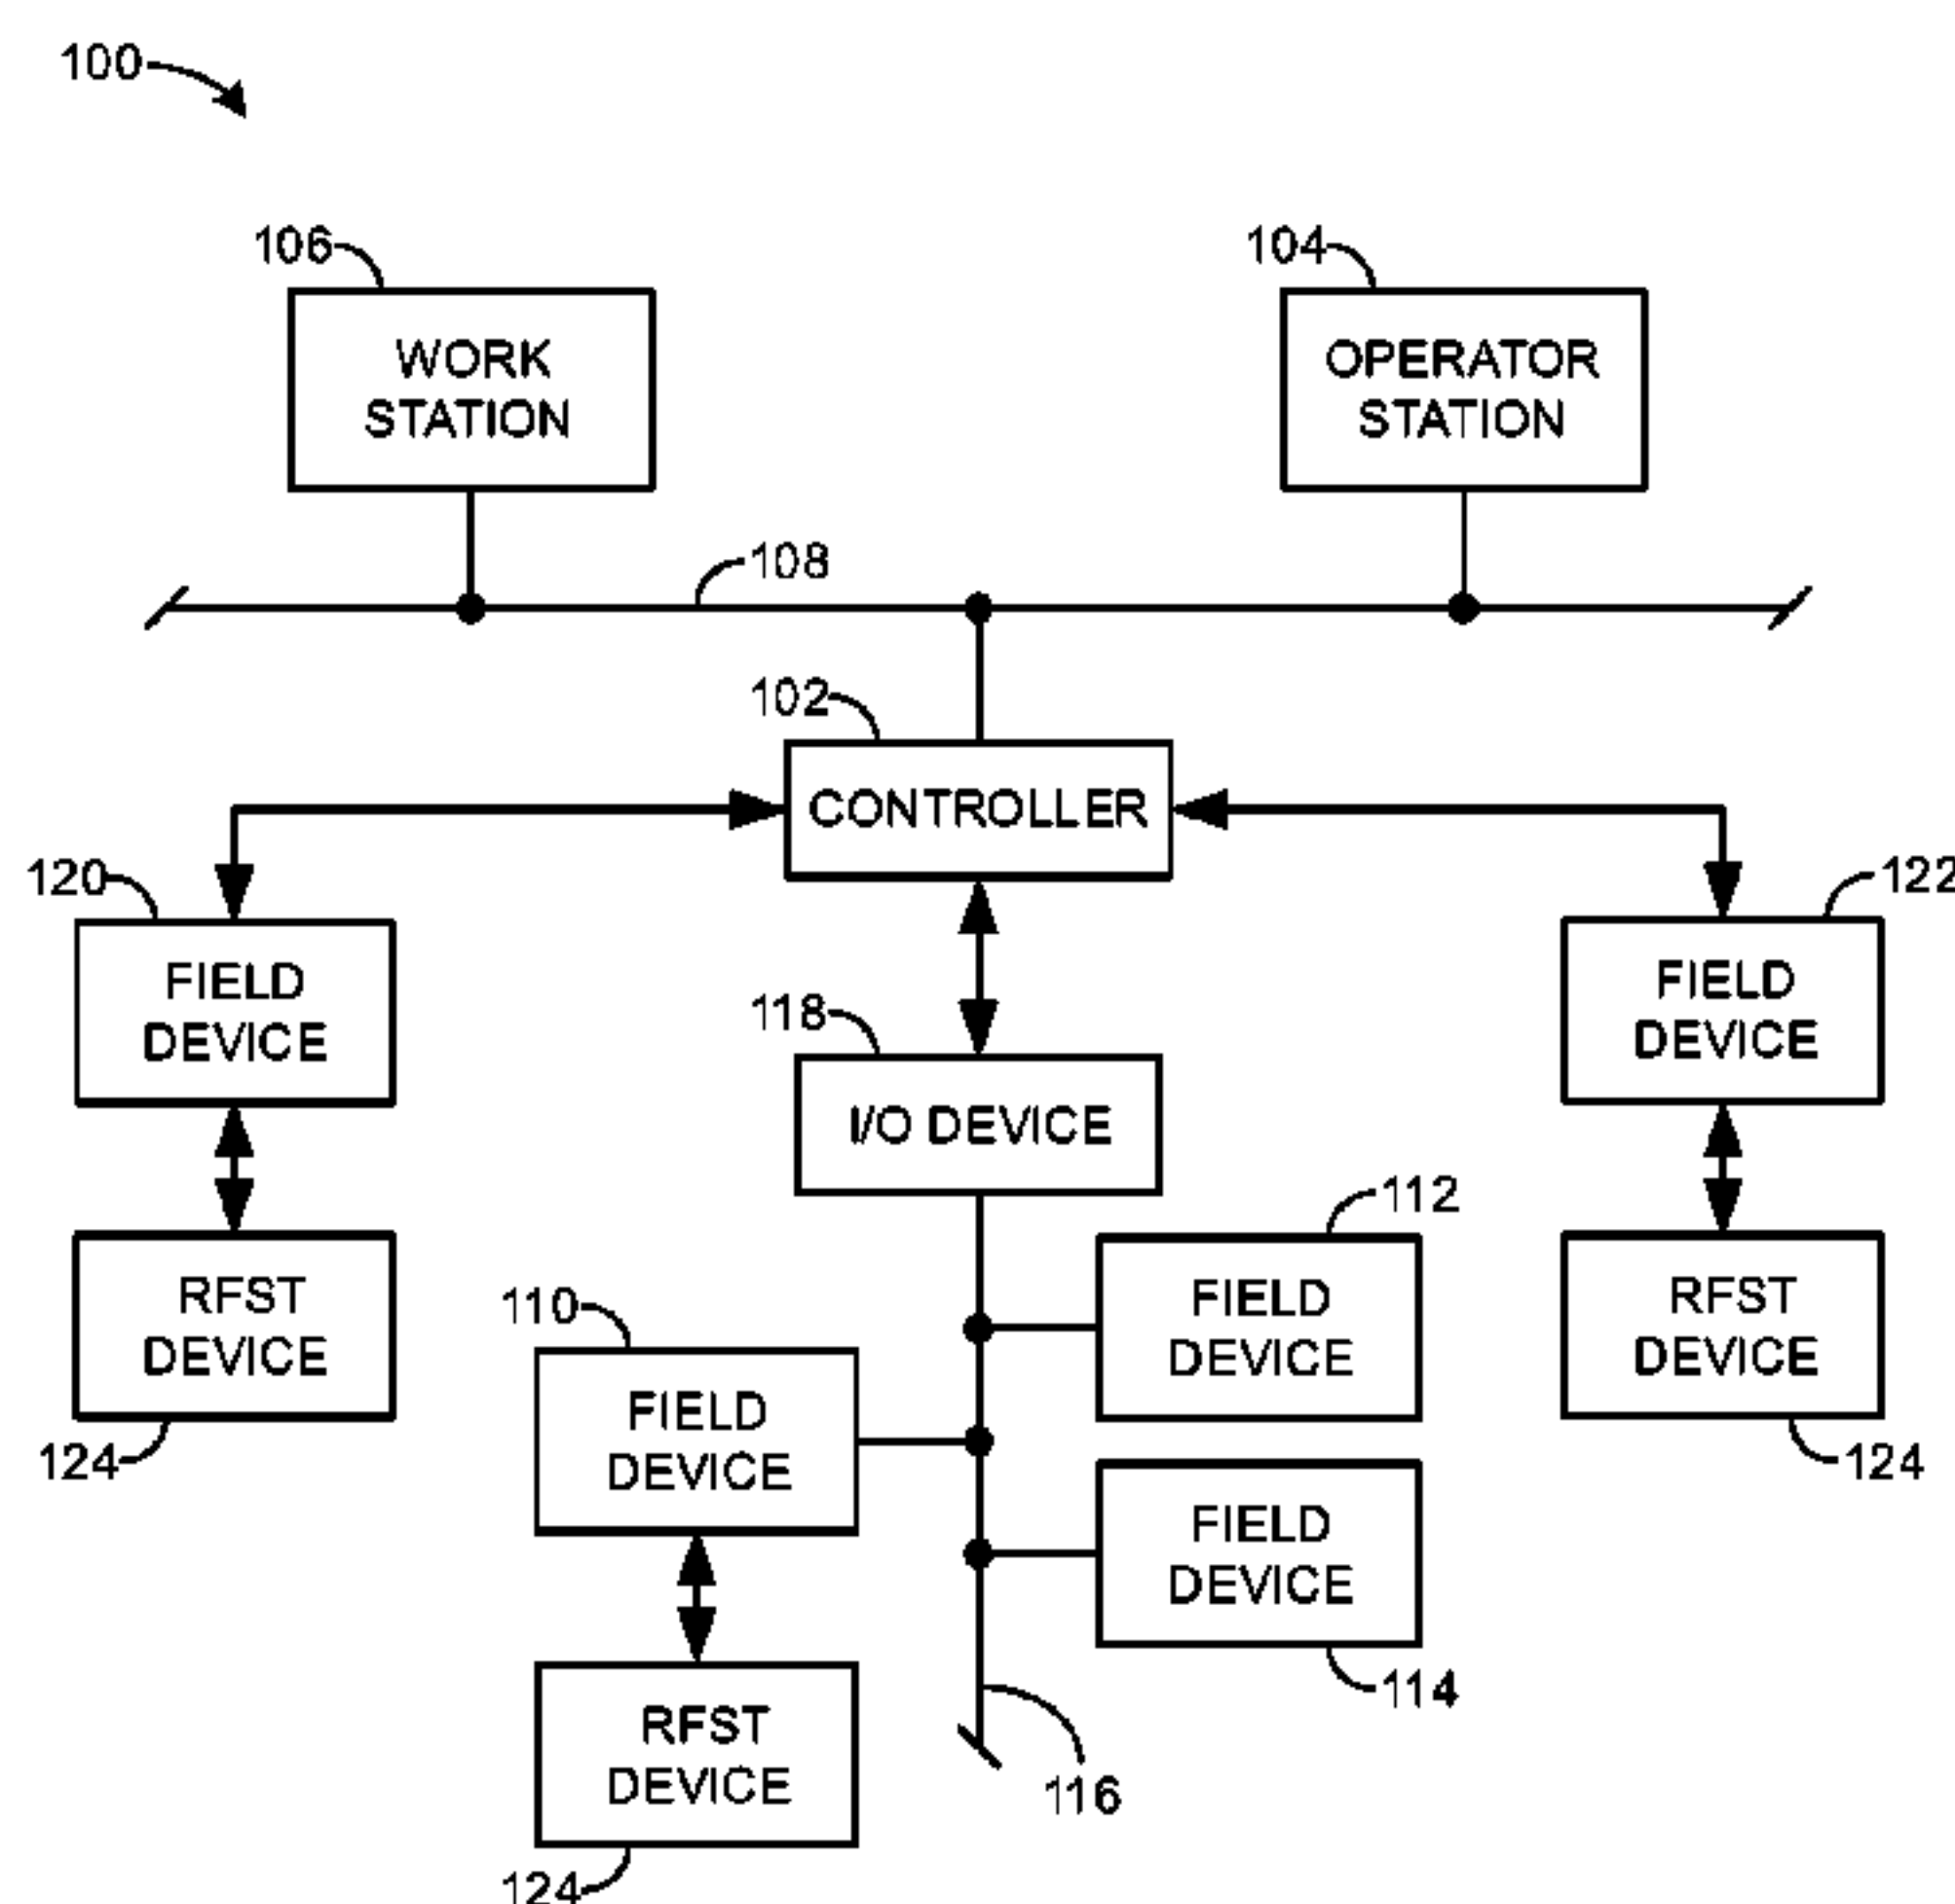 100
106
104
WORK
STATION
OPERATOR
STATION
108
102
CONTROLLER
120
122
FIELD
DEVICE
FIELD
DEVICE
118
I/O DEVICE
112
RFST
DEVICE
FIELD
DEVICE
RFST
DEVICE
110
FIELD
DEVICE
124
124
FIELD
DEVICE
114
RFST
DEVICE
116
124